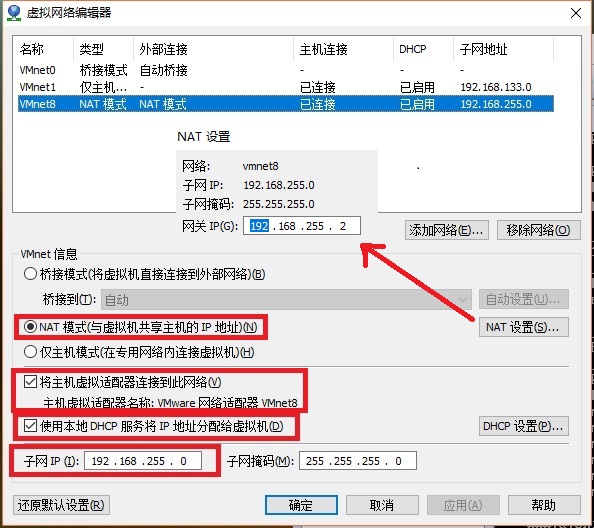 虚拟网络编辑器
名称 类型 外部连接 主机连接 DHCP 子网地址
VMnet0 桥接模式 自动桥接 - - -
VMnet1 仅主机... - 已连接 已启用 192.168.133.0
VMnet8 NAT 模式 NAT 模式 已连接 已启用 192.168.255.0
NAT 设置
网络: vmnet8
子网 IP: 192.168.255.0
子网掩码: 255.255.255.0
网关 IP(G): 192 . 168 . 255 . 2
添加网络(E)... 移除网络(O)
VMnet 信息
桥接模式(将虚拟机直接连接到外部网络)(B)
桥接到(T): 自动 自动设置(U)...
NAT 模式(与虚拟机共享主机的 IP 地址)(N) NAT 设置(S)...
仅主机模式(在专用网络内连接虚拟机)(H)
将主机虚拟适配器连接到此网络(V)
主机虚拟适配器名称: VMware 网络适配器 VMnet8
使用本地 DHCP 服务将 IP 地址分配给虚拟机(D) DHCP 设置(P)...
子网 IP (I): 192 . 168 . 255 . 0 子网掩码(M): 255 . 255 . 255 . 0
还原默认设置(R) 确定 取消 应用(A) 帮助